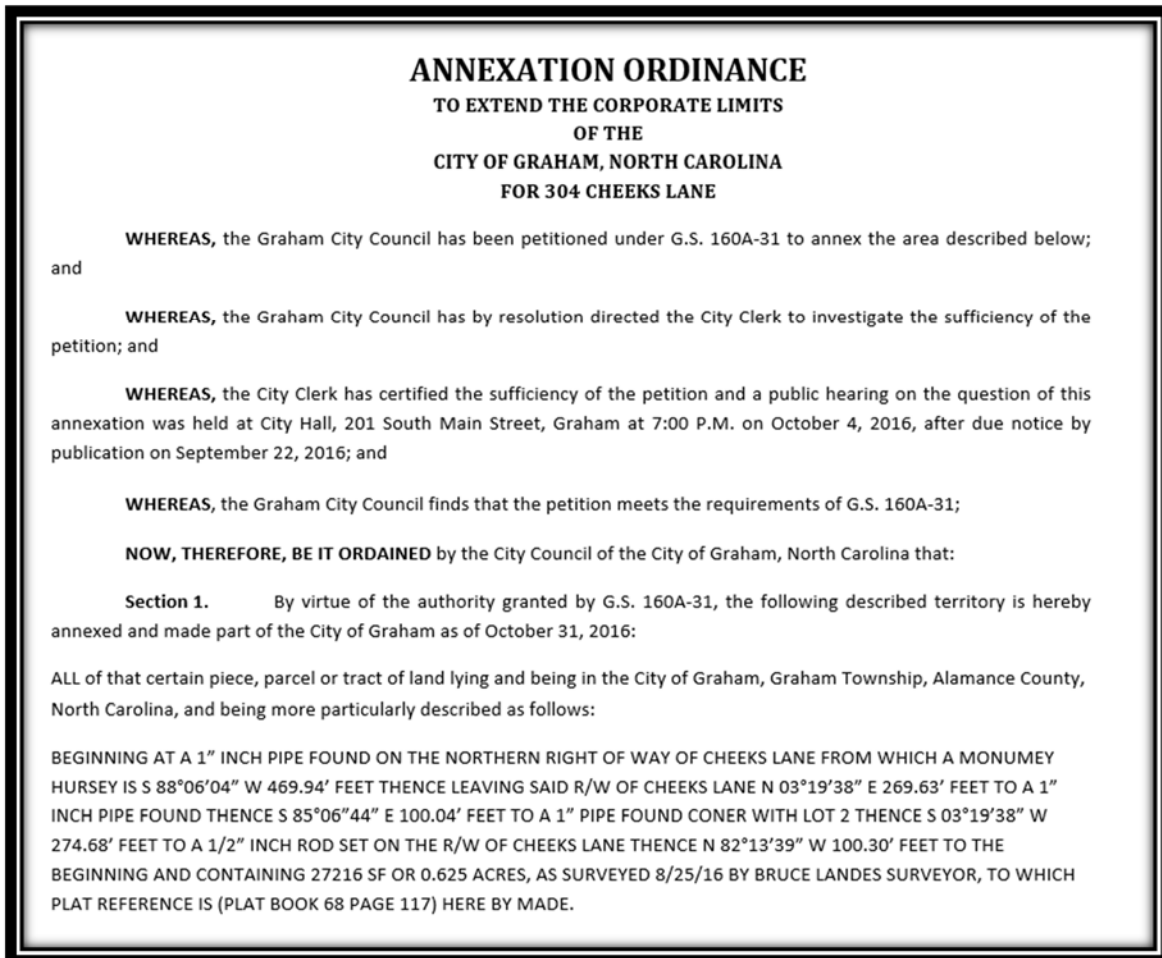 ANNEXATION ORDINANCE
TO EXTEND THE CORPORATE LIMITS
OF THE
CITY OF GRAHAM, NORTH CAROLINA
FOR 304 CHEEKS LANE
WHEREAS, the Graham City Council has been petitioned under G.S. 160A-31 to annex the area described below;
and
WHEREAS, the Graham City Council has by resolution directed the City Clerk to investigate the sufficiency of the
petition; and
WHEREAS, the City Clerk has certified the sufficiency of the petition and a public hearing on the question of this
annexation was held at City Hall, 201 South Main Street, Graham at 7:00 P.M. on October 4, 2016, after due notice by
publication on September 22, 2016; and
WHEREAS, the Graham City Council finds that the petition meets the requirements of G.S. 160A-31;
NOW, THEREFORE, BE IT ORDAINED by the City Council of the City of Graham, North Carolina that:
Section 1. By virtue of the authority granted by G.S. 160A-31, the following described territory is hereby
annexed and made part of the City of Graham as of October 31, 2016:
ALL of that certain piece, parcel or tract of land lying and being in the City of Graham, Graham Township, Alamance County,
North Carolina, and being more particularly described as follows:
BEGINNING AT A 1" INCH PIPE FOUND ON THE NORTHERN RIGHT OF WAY OF CHEEKS LANE FROM WHICH A MONUMEY
HURSEY IS S 88°06'04" W 469.94' FEET THENCE LEAVING SAID R/W OF CHEEKS LANE N 03°19'38" E 269.63' FEET TO A 1"
INCH PIPE FOUND THENCE S 85°06"44" E 100.04' FEET TO A 1" PIPE FOUND CONER WITH LOT 2 THENCE S 03°19'38" W
274.68' FEET TO A 1/2" INCH ROD SET ON THE R/W OF CHEEKS LANE THENCE N 82°13'39" W 100.30' FEET TO THE
BEGINNING AND CONTAINING 27216 SF OR 0.625 ACRES, AS SURVEYED 8/25/16 BY BRUCE LANDES SURVEYOR, TO WHICH
PLAT REFERENCE IS (PLAT BOOK 68 PAGE 117) HERE BY MADE.